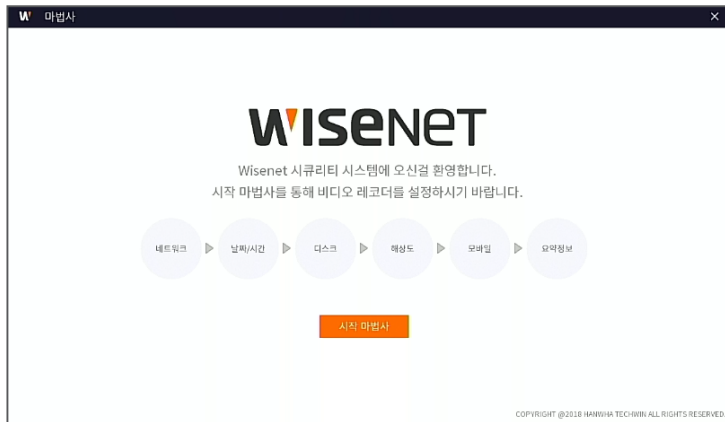 W 마법사 ×
WISENET
Wisenet 시큐리티 시스템에 오신걸 환영합니다.
시작 마법사를 통해 비디오 레코더를 설정하시기 바랍니다.
네트워크 날짜/시간 디스크 해상도 모바일 요약정보
시작 마법사
COPYRIGHT @2018 HANWHA TECHWIN ALL RIGHTS RESERVED.